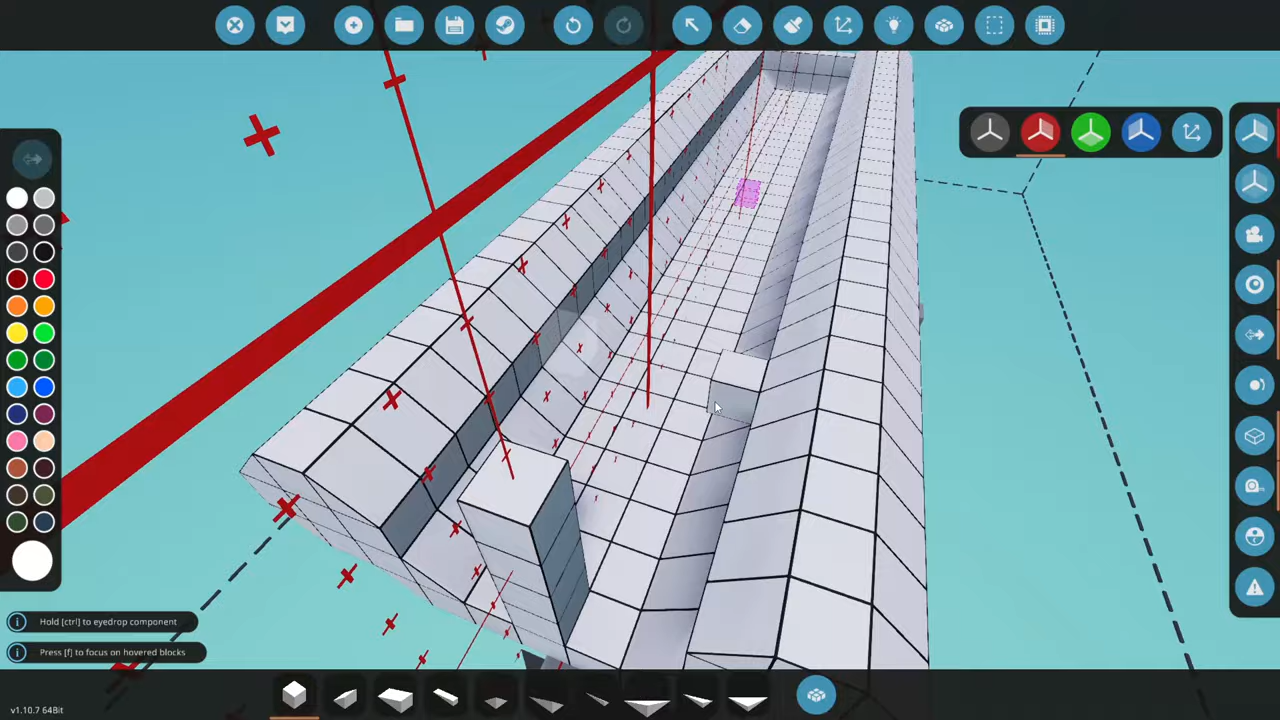 Hold [ctrl] to eyedrop component
Press [f] to focus on hovered blocks
v1.10.7 64Bit